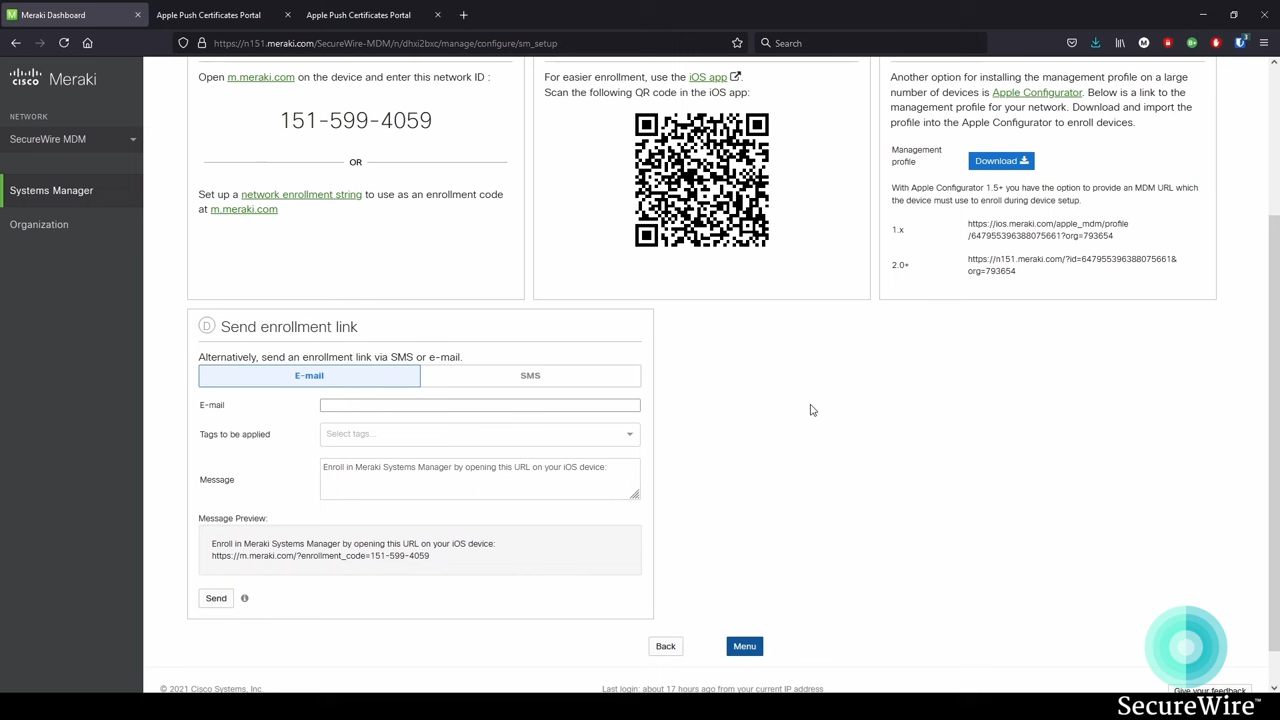 Meraki Dashboard
Apple Push Certificates Portal
Apple Push Certificates Portal
https://n151.meraki.com/SecureWire-MDM/n/dhxi2bxc/manage/configure/sm_setup
Search
CISCO Meraki
NETWORK
SecureWire MDM
Systems Manager
Organization
Open m.meraki.com on the device and enter this network ID :
151-599-4059
OR
Set up a network enrollment string to use as an enrollment code
at m.meraki.com
For easier enrollment, use the iOS app.
Scan the following QR code in the iOS app:
Another option for installing the management profile on a large
number of devices is Apple Configurator. Below is a link to the
management profile for your network. Download and import the
profile into the Apple Configurator to enroll devices.
Management
profile
Download
With Apple Configurator 1.5+ you have the option to provide an MDM URL which
the device must use to enroll during device setup.
1.x
https://ios.meraki.com/apple_mdm/profile
/647955396388075661?org=793654
2.0+
https://n151.meraki.com/?id=647955396388075661&
org=793654
D Send enrollment link
Alternatively, send an enrollment link via SMS or e-mail.
E-mail
SMS
E-mail
Tags to be applied
Select tags...
Message
Enroll in Meraki Systems Manager by opening this URL on your iOS device:
Message Preview:
Enroll in Meraki Systems Manager by opening this URL on your iOS device:
https://m.meraki.com/?enrollment_code=151-599-4059
Send
Back
Menu
© 2021 Cisco Systems, Inc.
Last login: about 17 hours ago from your current IP address
Give your feedback
SecureWire™